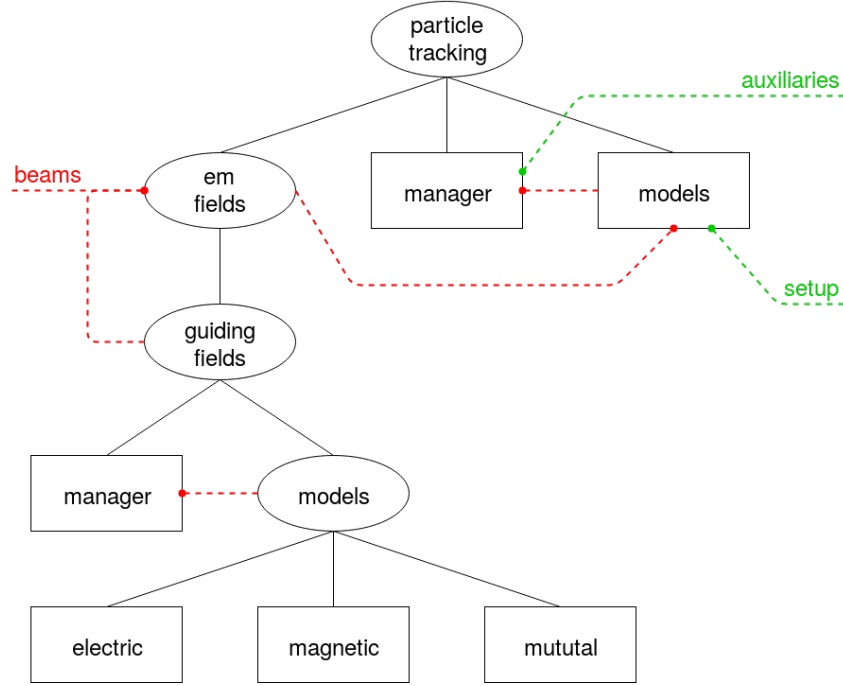 particle
tracking
auxiliaries
beams
em
fields
manager
models
setup
guiding
fields
manager
models
electric
magnetic
mututal